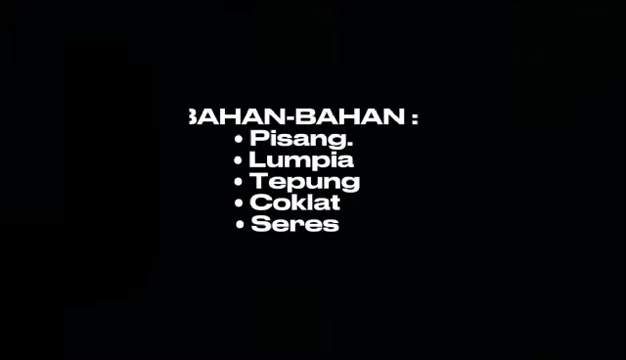 BAHAN-BAHAN :
• Pisang.
• Lumpia
• Tepung
• Coklat
• Seres